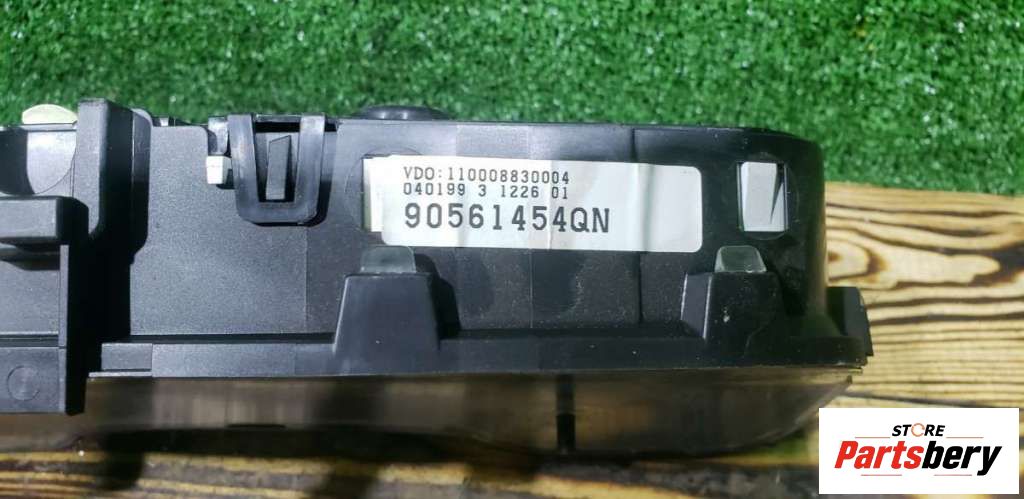 VDO:110008830004
040199 3 1226 01
90561454QN
STORE
Partsbery